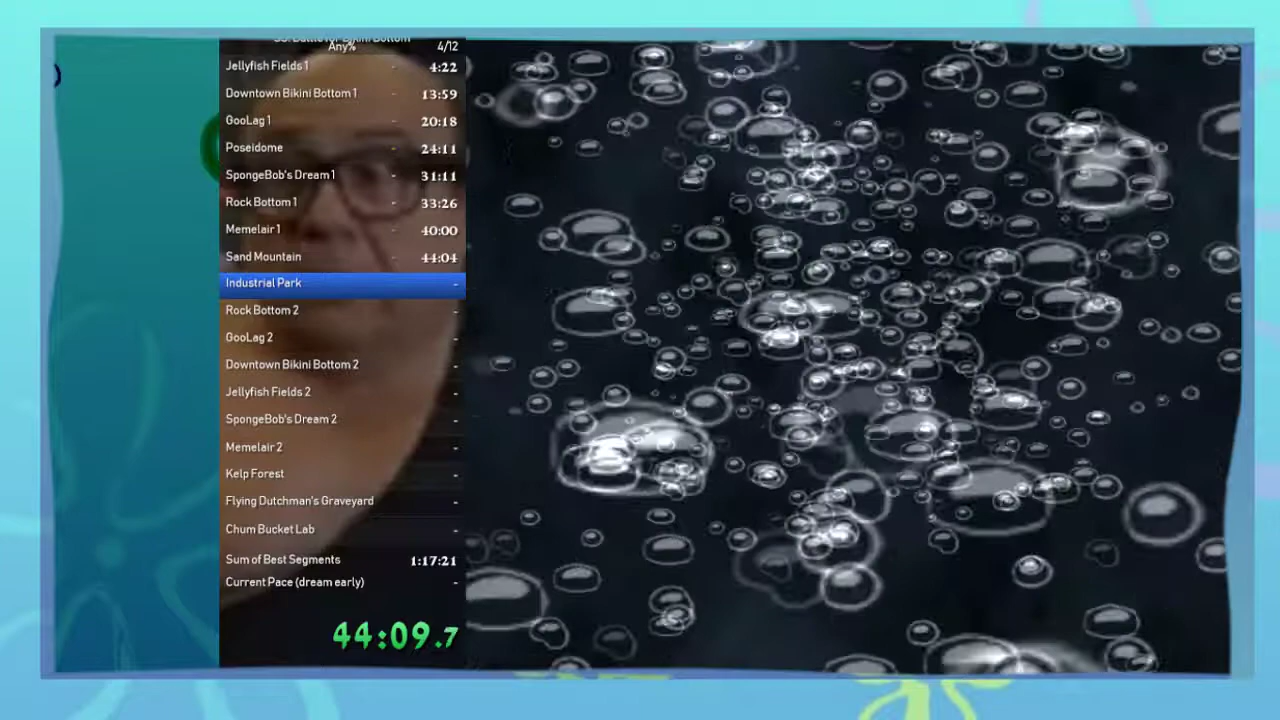 Any% 4/12
Jellyfish Fields 1 - 4:22
Downtown Bikini Bottom 1 - 13:59
GooLag 1 - 20:18
Poseidome - 24:11
SpongeBob's Dream 1 - 31:11
Rock Bottom 1 - 33:26
Memelair 1 - 40:00
Sand Mountain - 44:04
Industrial Park -
Rock Bottom 2 -
GooLag 2 -
Downtown Bikini Bottom 2 -
Jellyfish Fields 2 -
SpongeBob's Dream 2 -
Memelair 2 -
Kelp Forest -
Flying Dutchman's Graveyard -
Chum Bucket Lab -
Sum of Best Segments 1:17:21
Current Pace (dream early) -
44:09.7